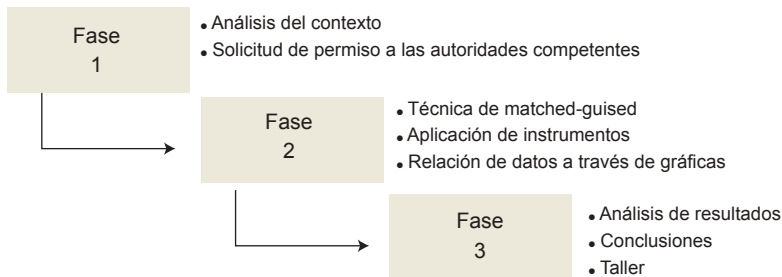 Fase
1
• Análisis del contexto
• Solicitud de permiso a las autoridades competentes
Fase
2
• Técnica de matched-guised
• Aplicación de instrumentos
• Relación de datos a través de gráficas
Fase
3
• Análisis de resultados
• Conclusiones
• Taller